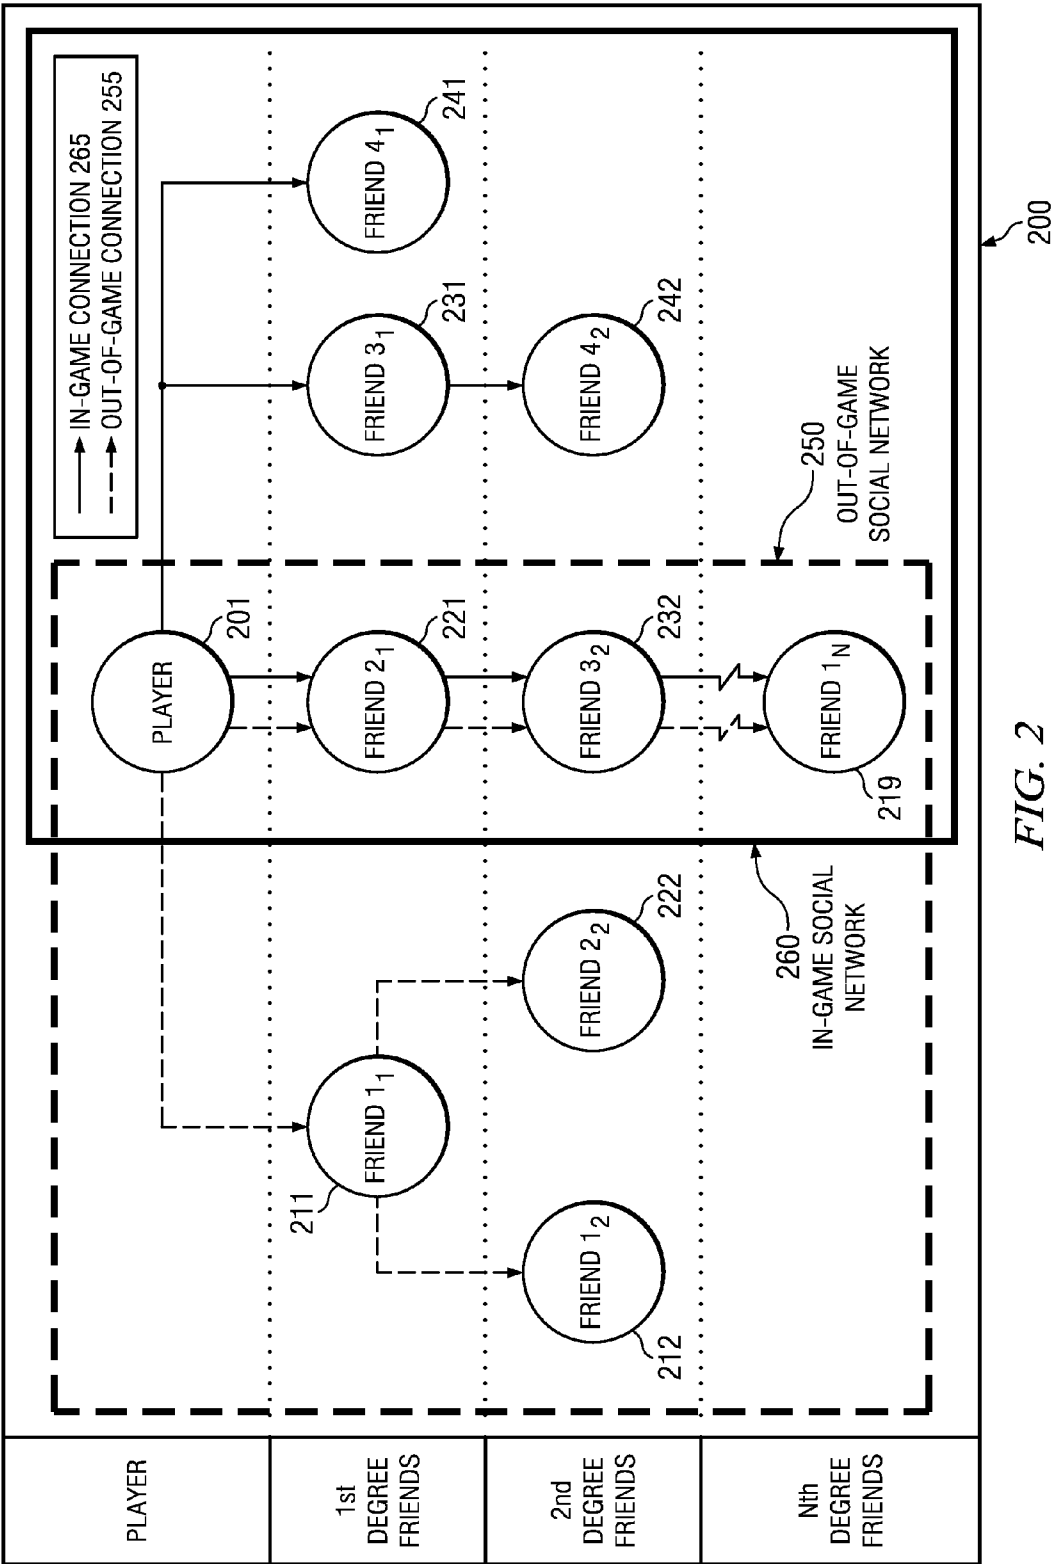 PLAYER
1st
DEGREE
FRIENDS
2nd
DEGREE
FRIENDS
Nth
DEGREE
FRIENDS
IN-GAME CONNECTION 265
OUT-OF-GAME CONNECTION 255
PLAYER
201
FRIEND 1₁
211
FRIEND 2₁
221
FRIEND 3₁
231
FRIEND 4₁
241
FRIEND 1₂
212
FRIEND 2₂
222
FRIEND 3₂
232
FRIEND 4₂
242
FRIEND 1N
219
260
IN-GAME SOCIAL
NETWORK
250
OUT-OF-GAME
SOCIAL NETWORK
200
FIG. 2